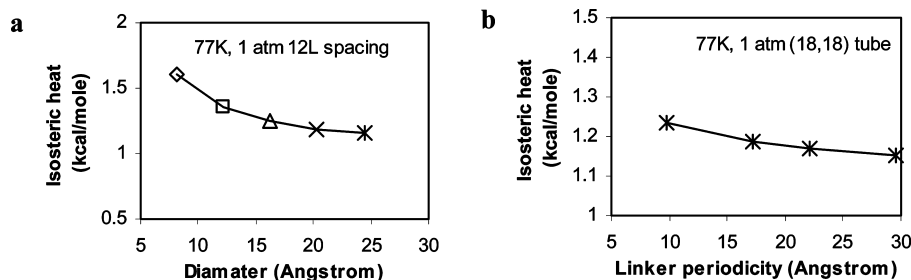 a
77K, 1 atm 12L spacing
Isosteric heat
(kcal/mole)
2
1.5
1
0.5
5 10 15 20 25 30
Diamater (Angstrom)
b
77K, 1 atm (18,18) tube
Isosteric heat
(kcal/mole)
1.5
1.4
1.3
1.2
1.1
1
5 10 15 20 25 30
Linker periodicity (Angstrom)